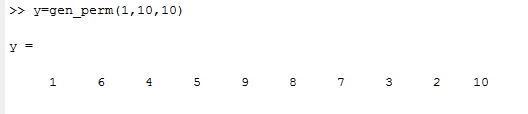 >> y=gen_perm(1,10,10)
y =
1 6 4 5 9 8 7 3 2 10